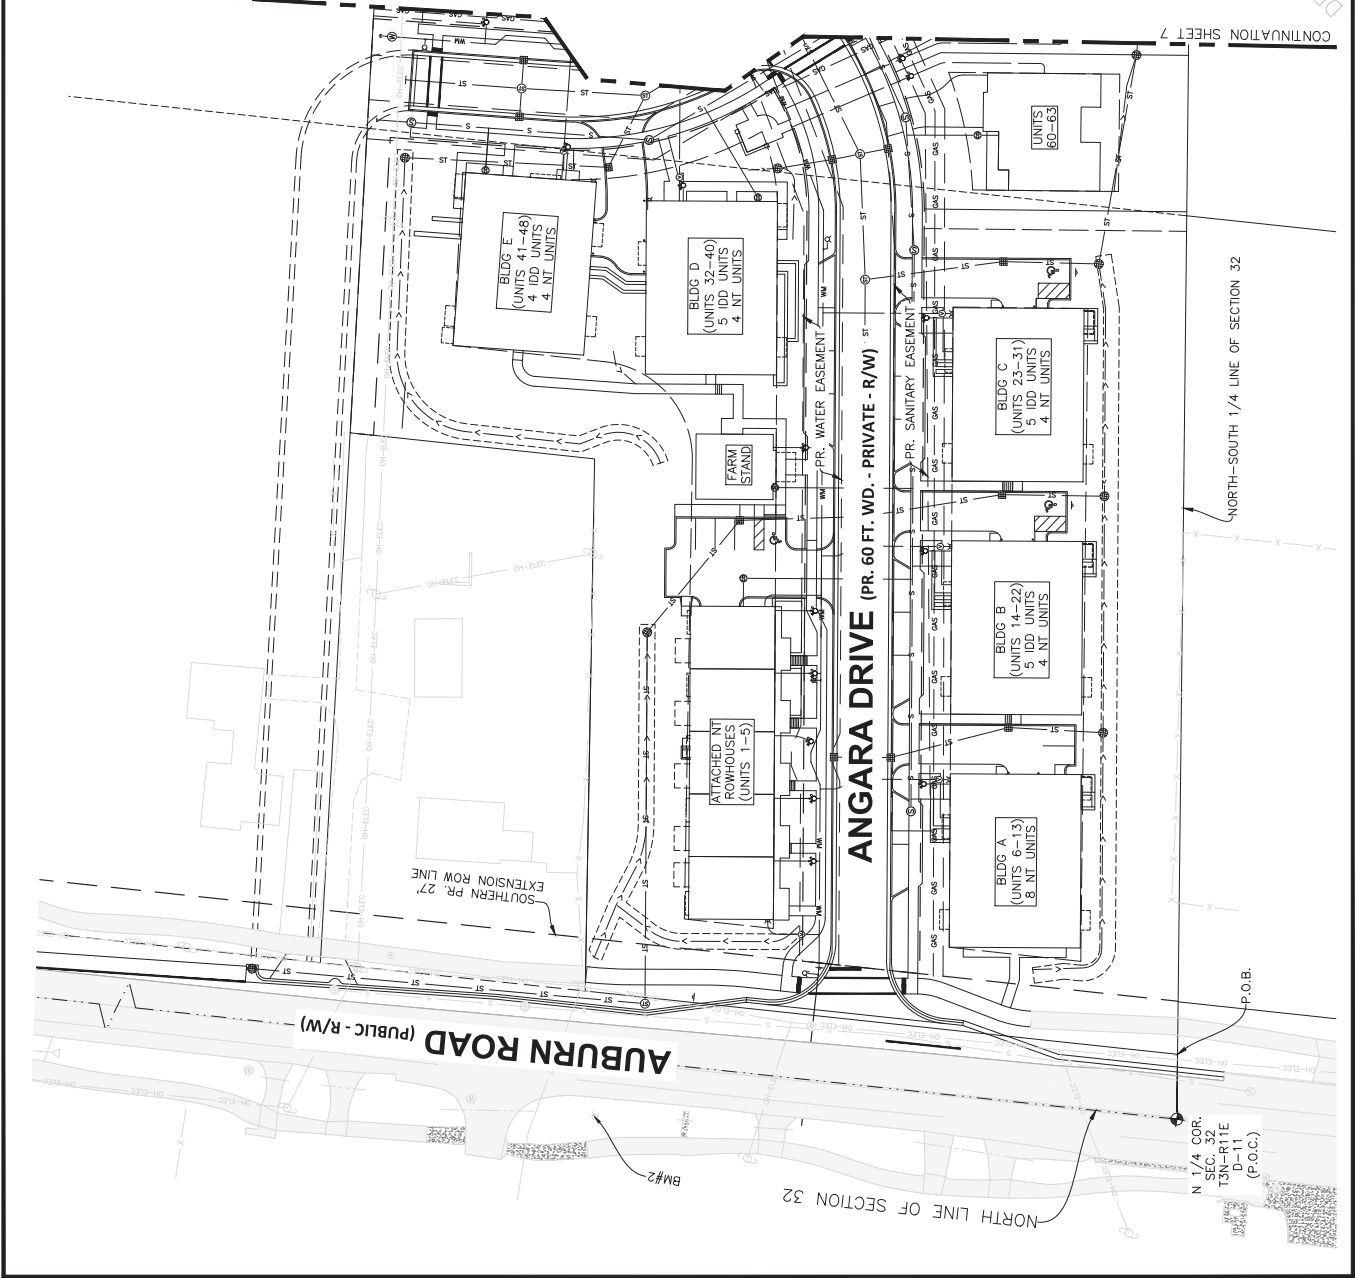 CONTINUATION SHEET 7
UNITS
60-63
BLDG E
(UNITS 41-48)
4 IDD UNITS
4 NT UNITS
BLDG D
(UNITS 32-40)
5 IDD UNITS
4 NT UNITS
BLDG C
(UNITS 23-31)
5 IDD UNITS
4 NT UNITS
NORTH-SOUTH 1/4 LINE OF SECTION 32
PR. WATER EASEMENT
PR. SANITARY EASEMENT
FARM
STAND
ANGARA DRIVE (PR. 60 FT. WD. - PRIVATE - R/W)
BLDG B
(UNITS 14-22)
5 IDD UNITS
4 NT UNITS
ATTACHED NT
ROWHOUSES
(UNITS 1-5)
BLDG A
(UNITS 6-13)
8 NT UNITS
SOUTHERN PR. 27'
EXTENSION ROW LINE
P.O.B.
AUBURN ROAD (PUBLIC - R/W)
N 1/4 COR.
SEC. 32
T3N-R11E
D-11
(P.O.C.)
BM#2
NORTH LINE OF SECTION 32